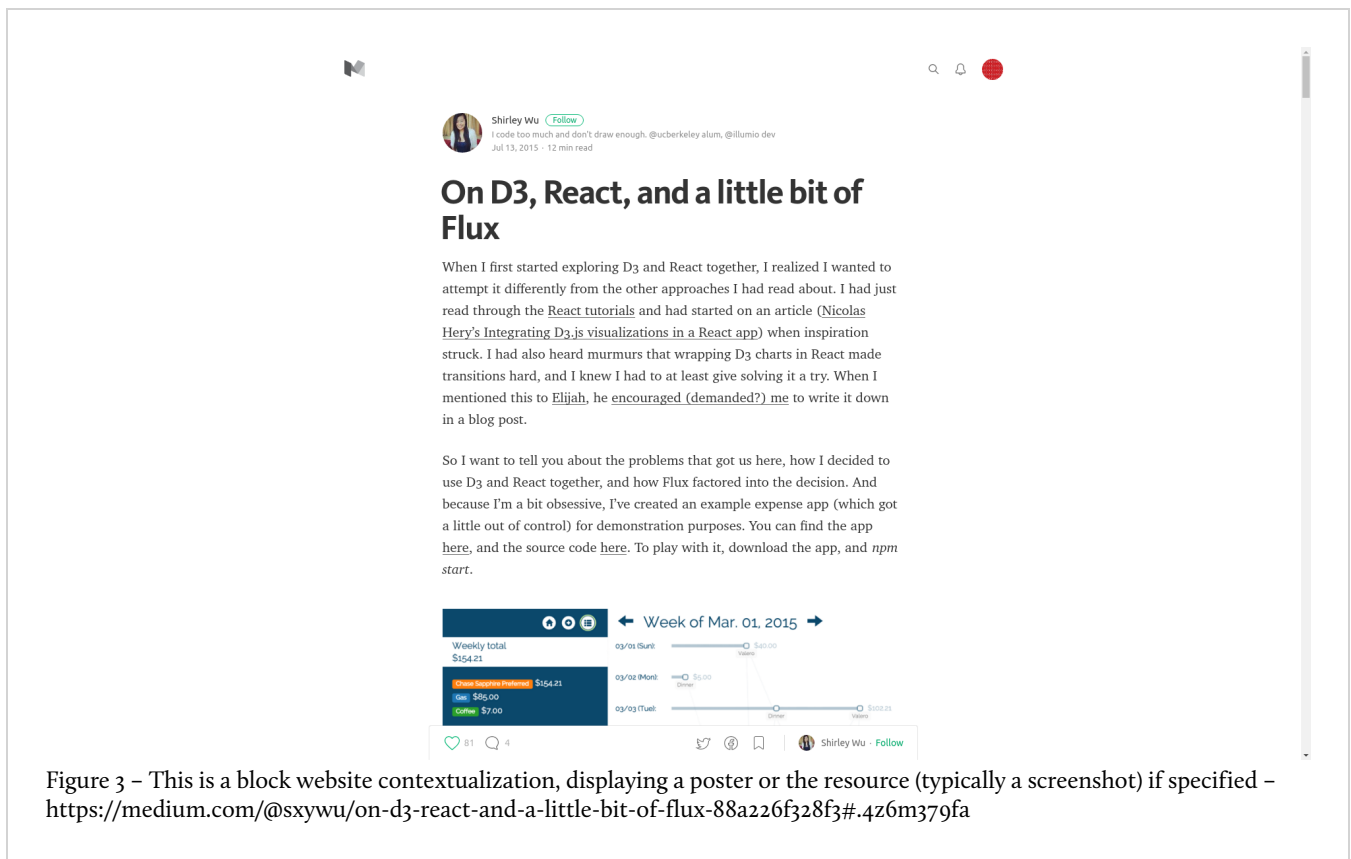 Shirley Wu Follow
I code too much and don't draw enough. @ucberkeley alum, @illumio dev
Jul 13, 2015 · 12 min read
On D3, React, and a little bit of
Flux
When I first started exploring D3 and React together, I realized I wanted to
attempt it differently from the other approaches I had read about. I had just
read through the React tutorials and had started on an article (Nicolas
Hery's Integrating D3.js visualizations in a React app) when inspiration
struck. I had also heard murmurs that wrapping D3 charts in React made
transitions hard, and I knew I had to at least give solving it a try. When I
mentioned this to Elijah, he encouraged (demanded?) me to write it down
in a blog post.
So I want to tell you about the problems that got us here, how I decided to
use D3 and React together, and how Flux factored into the decision. And
because I'm a bit obsessive, I've created an example expense app (which got
a little out of control) for demonstration purposes. You can find the app
here, and the source code here. To play with it, download the app, and npm
start.
Week of Mar. 01, 2015
Weekly total
$154.21
Chase Sapphire Preferred $154.21
Gas $85.00
Coffee $7.00
03/01 (Sun): $40.00
Valero
03/02 (Mon): $5.00
Dinner
03/03 (Tue): $102.21
Dinner Valero
81 4 Shirley Wu · Follow
Figure 3 – This is a block website contextualization, displaying a poster or the resource (typically a screenshot) if specified –
https://medium.com/@sxywu/on-d3-react-and-a-little-bit-of-flux-88a226f328f3#.4z6m379fa